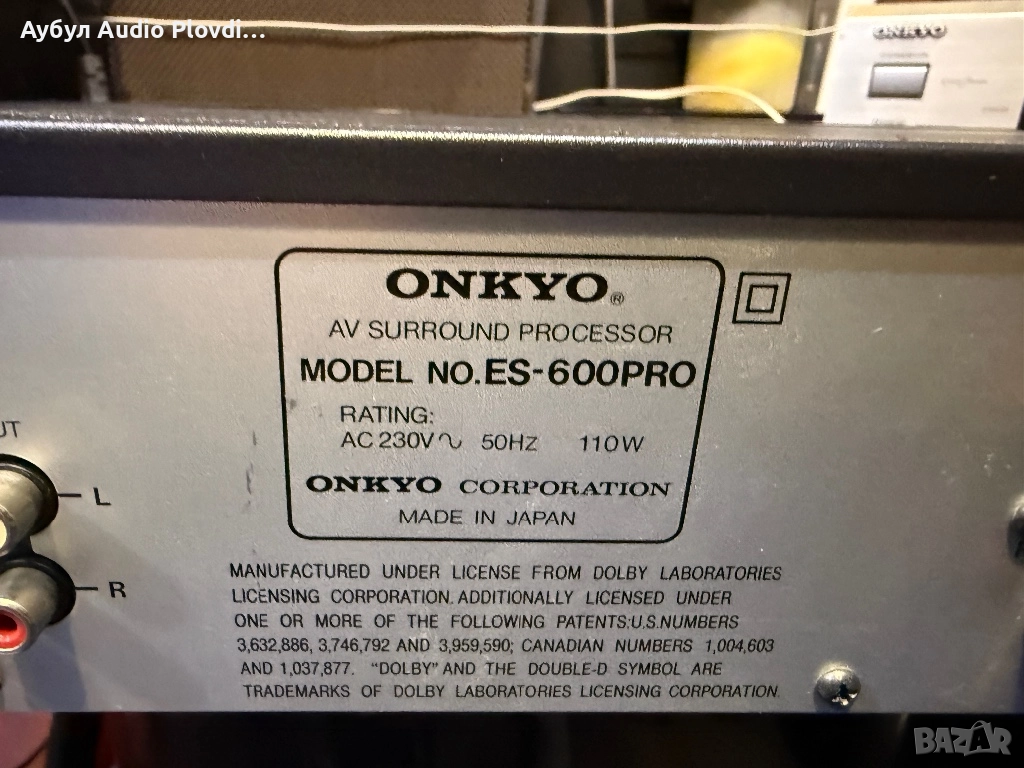 Аубул Audio Plovdi...
ONKYO
ONKYO®
AV SURROUND PROCESSOR
MODEL NO. ES-600PRO
RATING:
AC 230V∿ 50Hz 110W
ONKYO CORPORATION
MADE IN JAPAN
UT
L
R
MANUFACTURED UNDER LICENSE FROM DOLBY LABORATORIES
LICENSING CORPORATION. ADDITIONALLY LICENSED UNDER
ONE OR MORE OF THE FOLLOWING PATENTS: U.S. NUMBERS
3,632,886, 3,746,792 AND 3,959,590; CANADIAN NUMBERS 1,004,603
AND 1,037,877. "DOLBY" AND THE DOUBLE-D SYMBOL ARE
TRADEMARKS OF DOLBY LABORATORIES LICENSING CORPORATION.
BAZAR